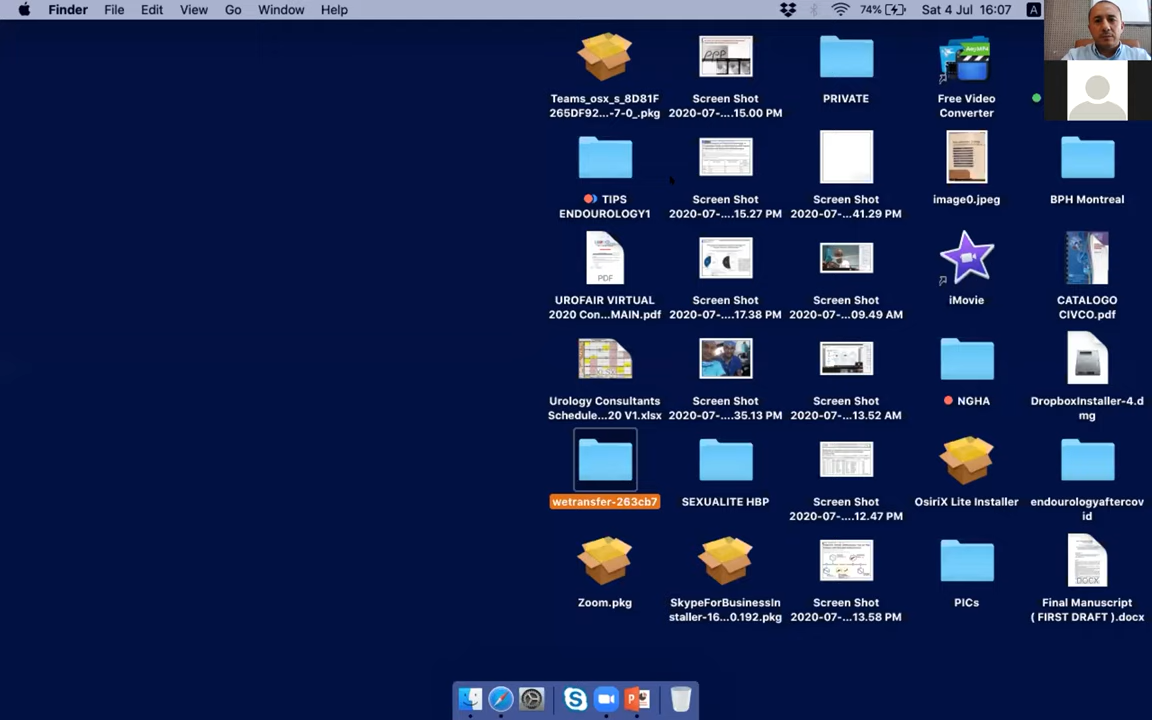 Finder File Edit View Go Window Help 74% Sat 4 Jul 16:07 A
Teams_osx_s_8D81F
265DF92...-7-0_.pkg
Screen Shot
2020-07-....15.00 PM
PRIVATE
Free Video
Converter
TIPS
ENDOUROLOGY1
Screen Shot
2020-07-....15.27 PM
Screen Shot
2020-07-....41.29 PM
image0.jpeg
BPH Montreal
PDF
UROFAIR VIRTUAL
2020 Con...MAIN.pdf
Screen Shot
2020-07-....17.38 PM
Screen Shot
2020-07-....09.49 AM
iMovie
CATALOGO
CIVCO.pdf
XLSX
Urology Consultants
Schedule...20 V1.xlsx
Screen Shot
2020-07-....35.13 PM
Screen Shot
2020-07-....13.52 AM
NGHA
DropboxInstaller-4.d
mg
wetransfer-263cb7
SEXUALITE HBP
Screen Shot
2020-07-....12.47 PM
OsiriX Lite Installer
endourologyaftercov
id
Zoom.pkg
SkypeForBusinessIn
staller-16...0.192.pkg
Screen Shot
2020-07-....13.58 PM
PICs
DOCX
Final Manuscript
( FIRST DRAFT ).docx